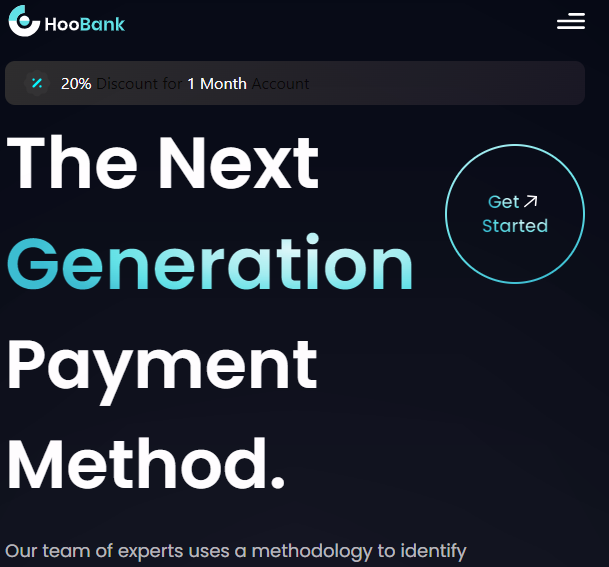 HooBank
20% Discount for 1 Month Account
The Next
Generation
Payment
Method.
Get
Started
Our team of experts uses a methodology to identify